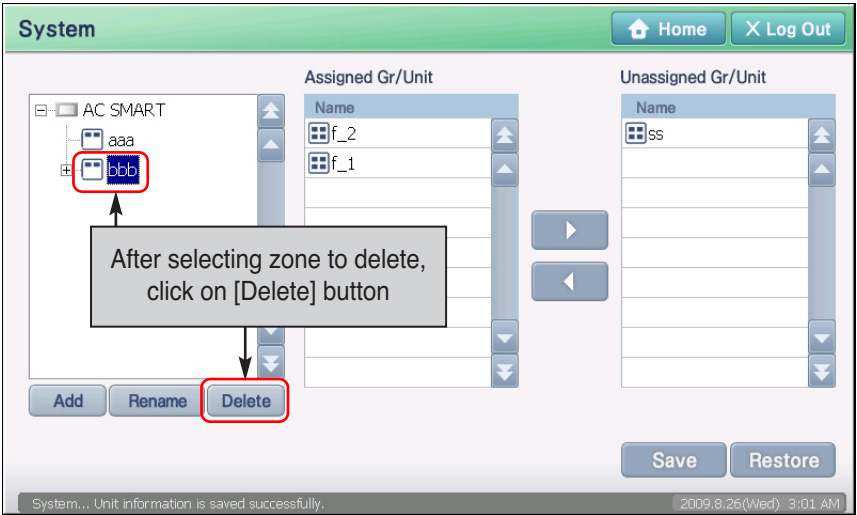 System
Home
X Log Out
Assigned Gr/Unit
Unassigned Gr/Unit
AC SMART
aaa
bbb
Name
f_2
f_1
Name
ss
After selecting zone to delete,
click on [Delete] button
Add
Rename
Delete
Save
Restore
System... Unit information is saved successfully.
2009.8.26(Wed) 3:01 AM